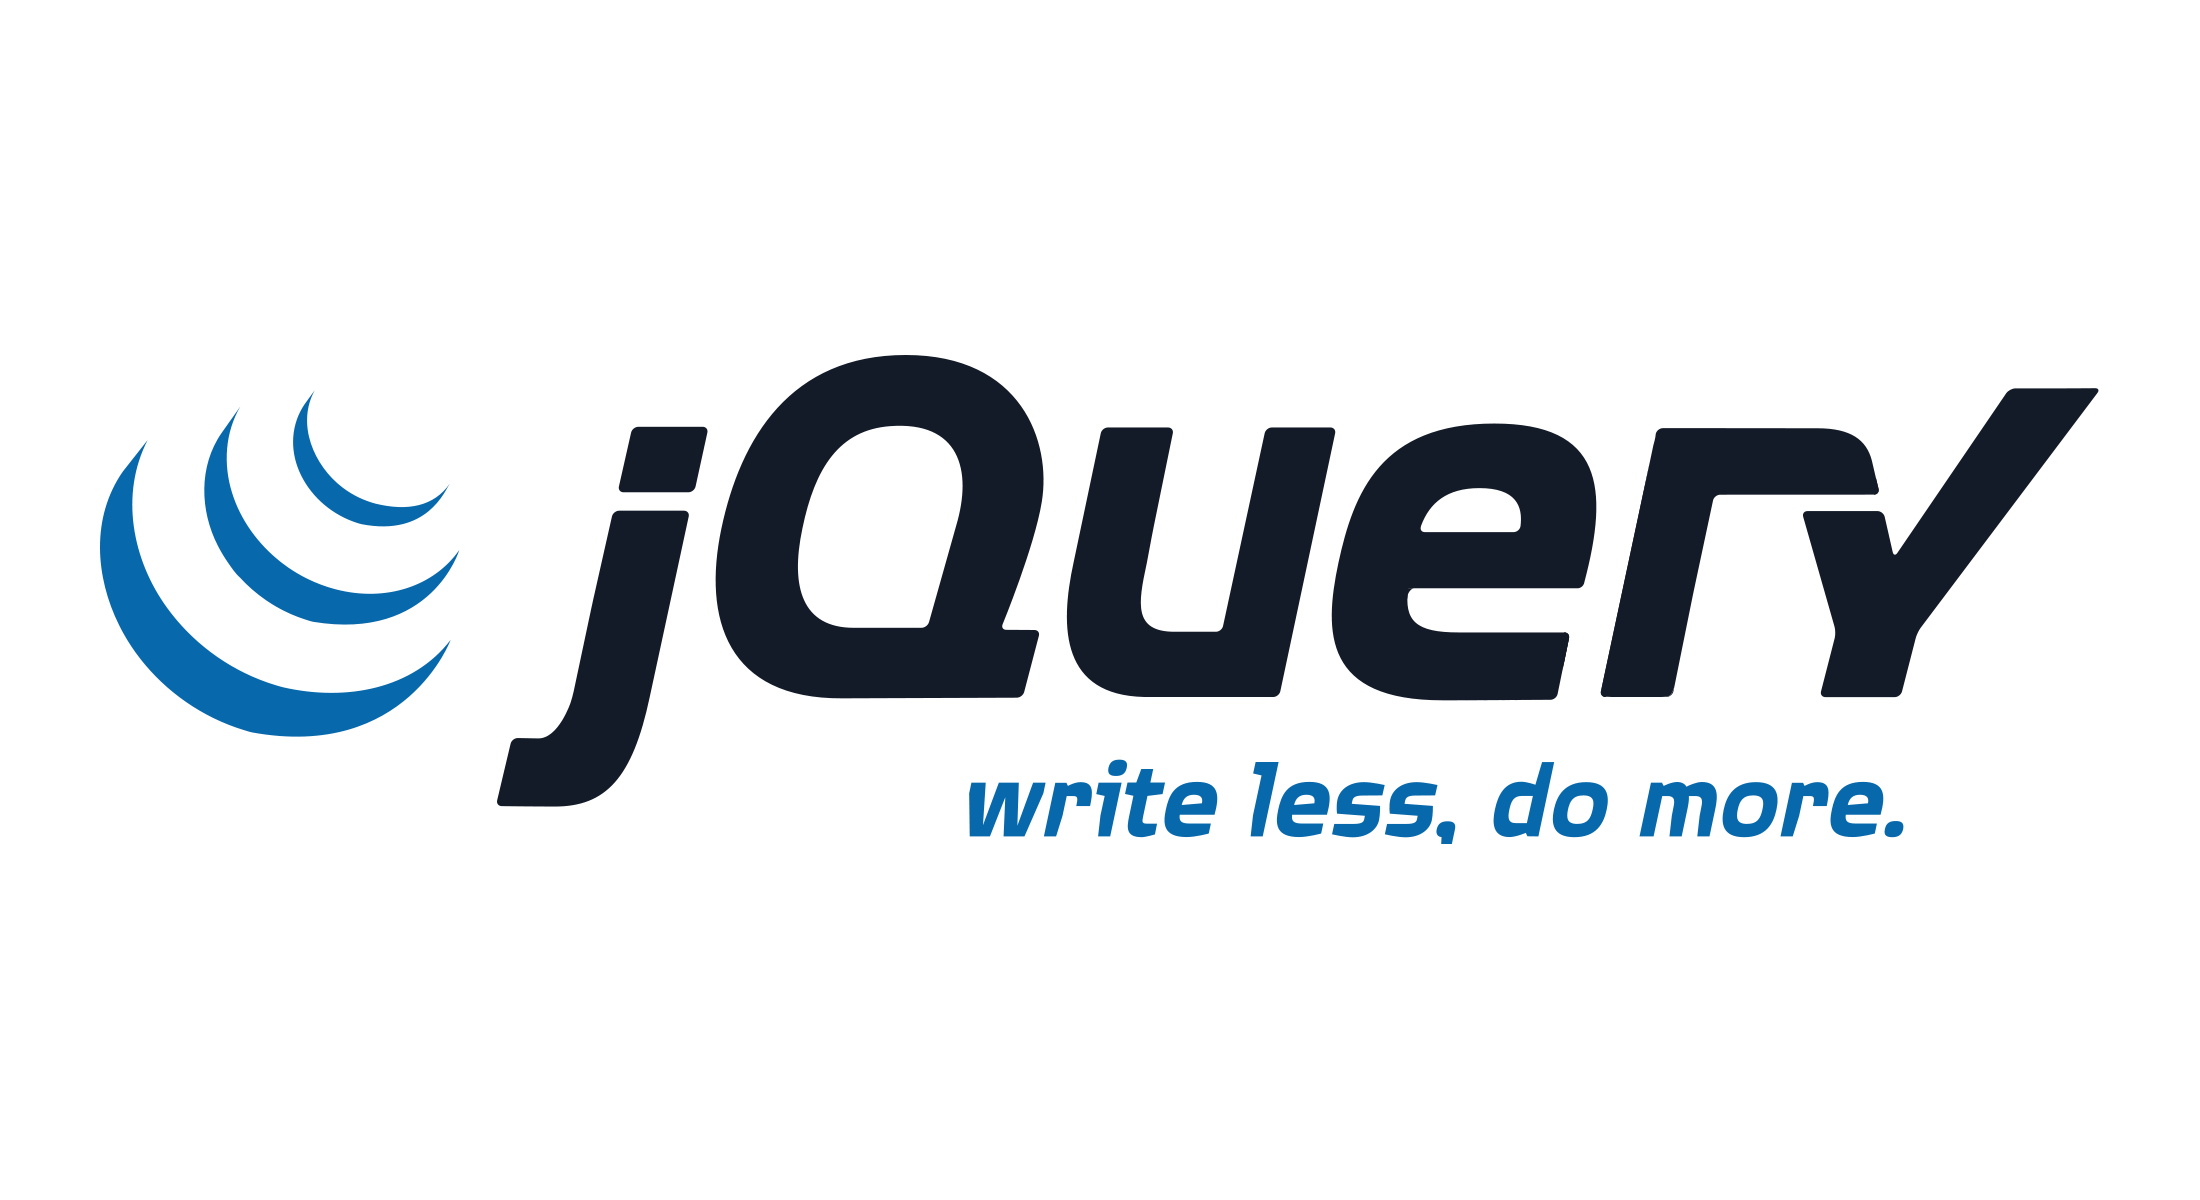 jQuery
write less, do more.